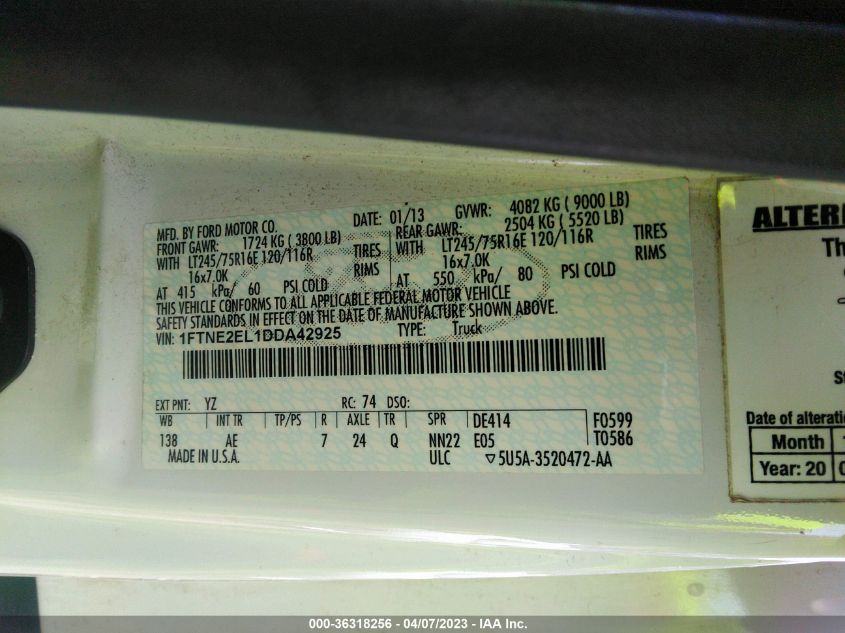 MFD. BY FORD MOTOR CO. DATE: 01/13 GVWR: 4082 KG ( 9000 LB)
FRONT GAWR: 1724 KG ( 3800 LB) REAR GAWR: 2504 KG ( 5520 LB)
WITH LT245/75R16E 120/116R TIRES WITH LT245/75R16E 120/116R TIRES
16x7.0K RIMS 16x7.0K RIMS
AT 415 kPa/ 60 PSI COLD AT 550 kPa/ 80 PSI COLD
THIS VEHICLE CONFORMS TO ALL APPLICABLE FEDERAL MOTOR VEHICLE
SAFETY STANDARDS IN EFFECT ON THE DATE OF MANUFACTURE SHOWN ABOVE.
VIN: 1FTNE2EL1DDA42925 TYPE: Truck
EXT PNT: YZ RC: 74 DSO:
WB INT TR TP/PS R AXLE TR SPR DE414 F0599
138 AE 7 24 Q NN22 E05 T0586
MADE IN U.S.A. ULC ▽5U5A-3520472-AA
ALTER
Th
Date of alteratio
Month 1
Year: 20 0
000-36318256 - 04/07/2023 - IAA Inc.